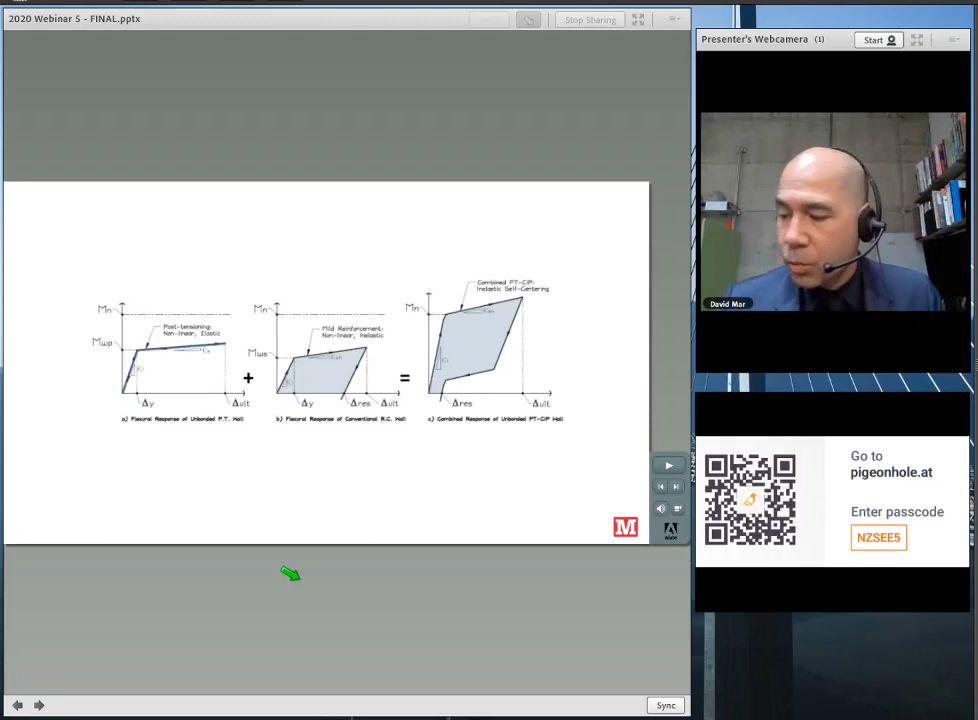 2020 Webinar 5 - FINAL.pptx
Stop Sharing
Presenter's Webcamera (1)
Start
David Mar
Go to
pigeonhole.at
Enter passcode
NZSEE5
Mn
Mwp
Post-tensioning:
Non-linear, Elastic
Δy
Δult
a) Flexural Response of Unbonded P.T. Wall
+
Mn
Mws
Mild Reinforcement:
Non-linear, Inelastic
Δy
Δres
Δult
b) Flexural Response of Conventional R.C. Wall
=
Mn
Combined PT-CIP:
Inelastic Self-Centering
Δres
Δult
c) Combined Response of Unbonded PT-CIP Wall
M
Adobe
Sync